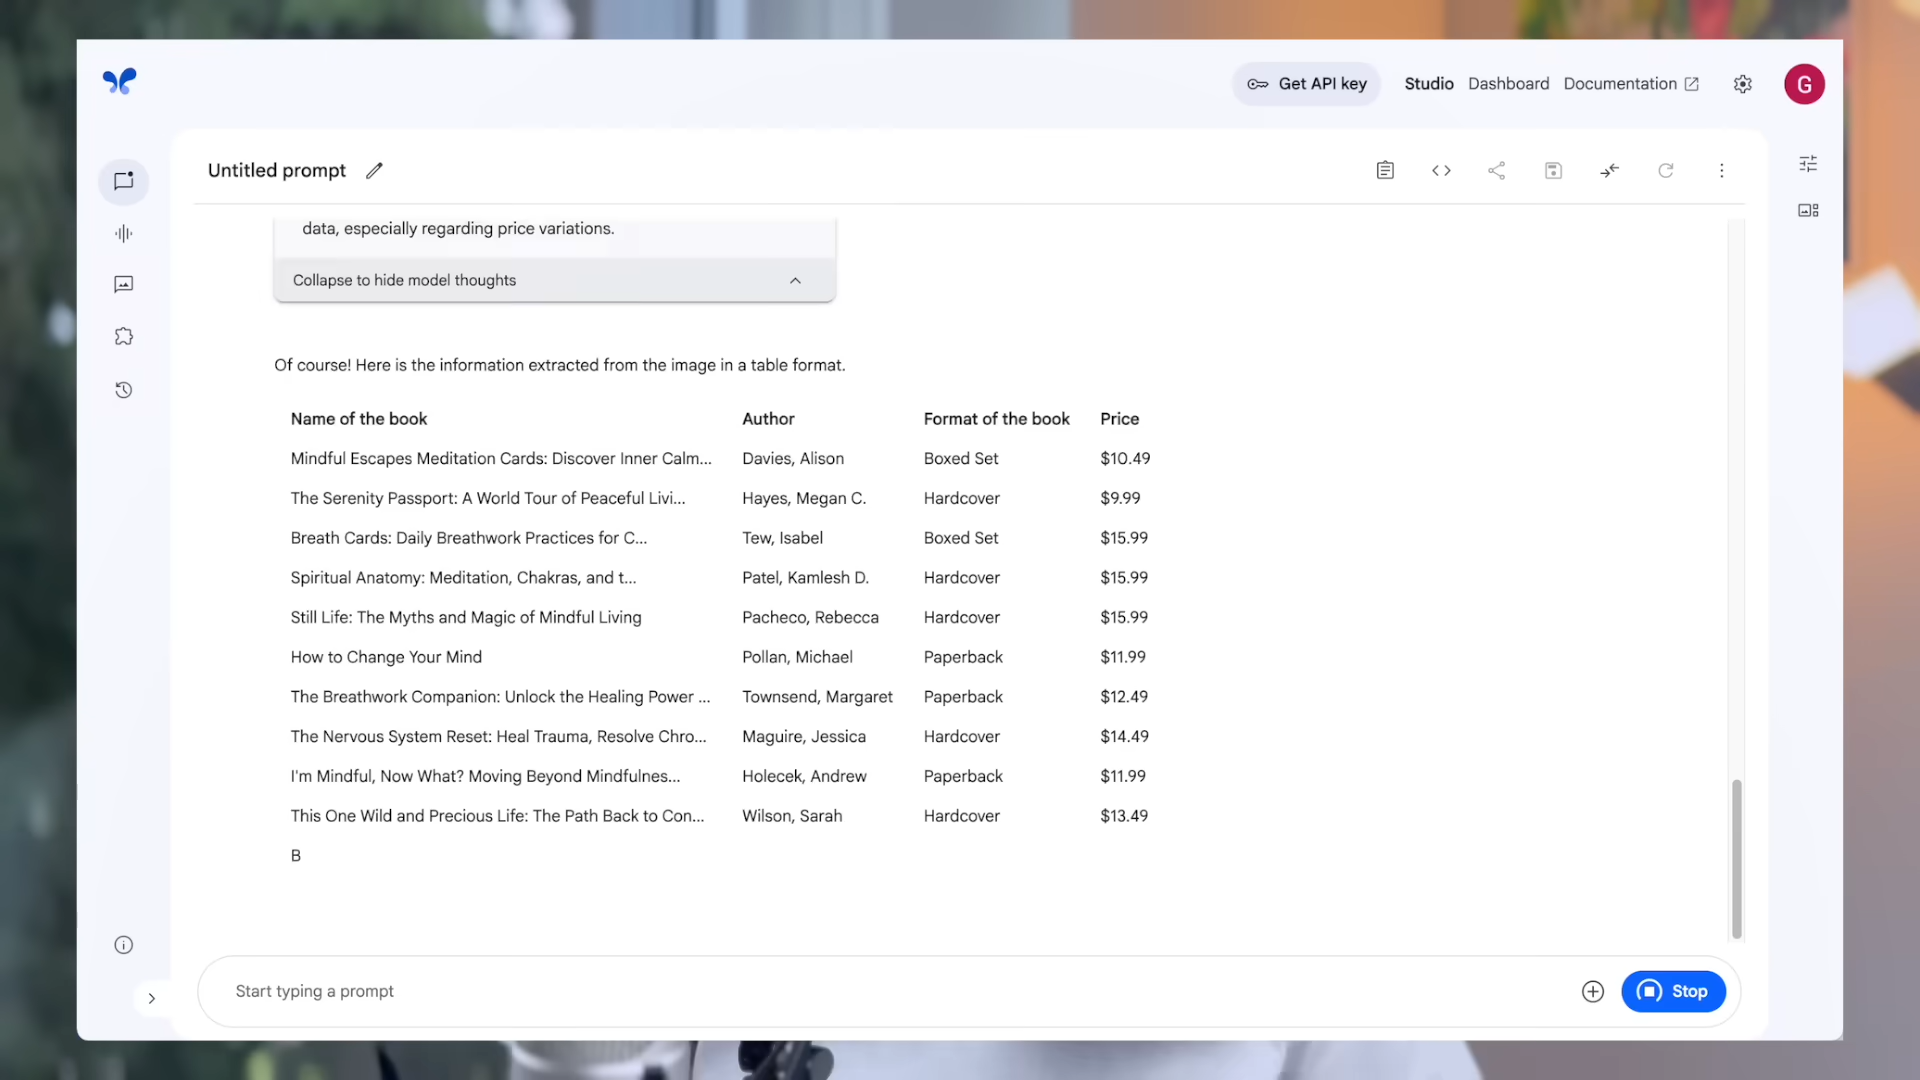 Get API key Studio Dashboard Documentation G
Untitled prompt
data, especially regarding price variations.
Collapse to hide model thoughts
Of course! Here is the information extracted from the image in a table format.
Name of the book Author Format of the book Price
Mindful Escapes Meditation Cards: Discover Inner Calm... Davies, Alison Boxed Set $10.49
The Serenity Passport: A World Tour of Peaceful Livi... Hayes, Megan C. Hardcover $9.99
Breath Cards: Daily Breathwork Practices for C... Tew, Isabel Boxed Set $15.99
Spiritual Anatomy: Meditation, Chakras, and t... Patel, Kamlesh D. Hardcover $15.99
Still Life: The Myths and Magic of Mindful Living Pacheco, Rebecca Hardcover $15.99
How to Change Your Mind Pollan, Michael Paperback $11.99
The Breathwork Companion: Unlock the Healing Power ... Townsend, Margaret Paperback $12.49
The Nervous System Reset: Heal Trauma, Resolve Chro... Maguire, Jessica Hardcover $14.49
I'm Mindful, Now What? Moving Beyond Mindfulnes... Holecek, Andrew Paperback $11.99
This One Wild and Precious Life: The Path Back to Con... Wilson, Sarah Hardcover $13.49
B
Start typing a prompt Stop